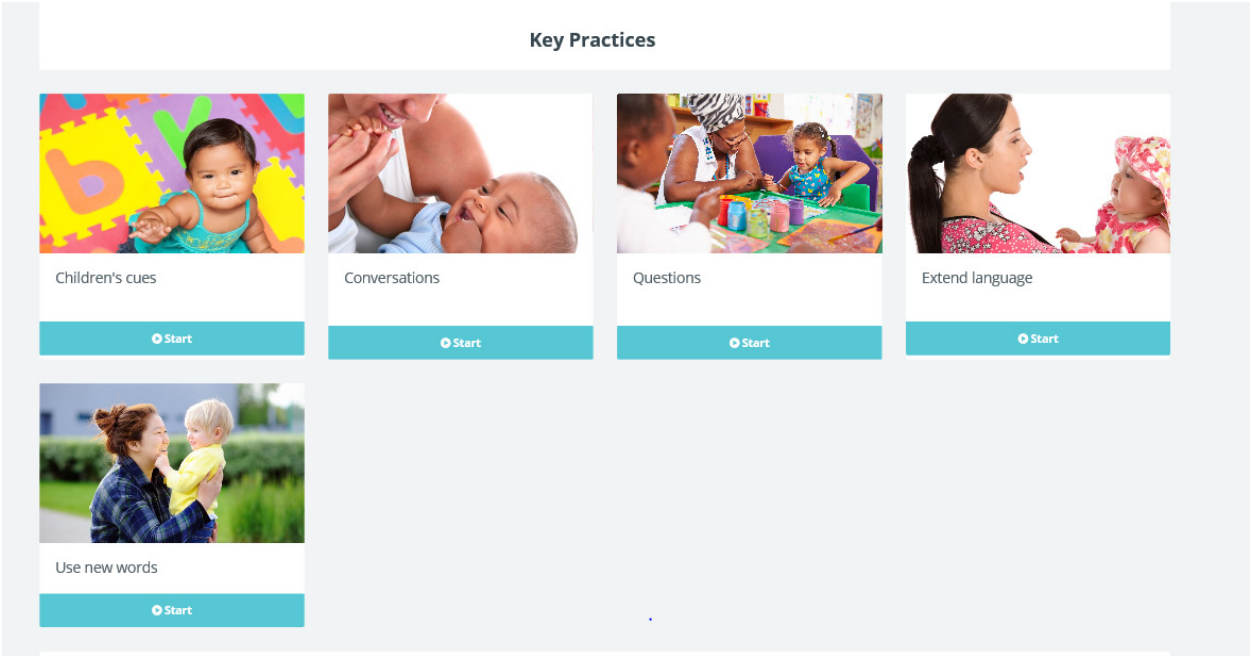 Key Practices
Children's cues
Conversations
Questions
Extend language
Start
Start
Start
Start
Use new words
Start